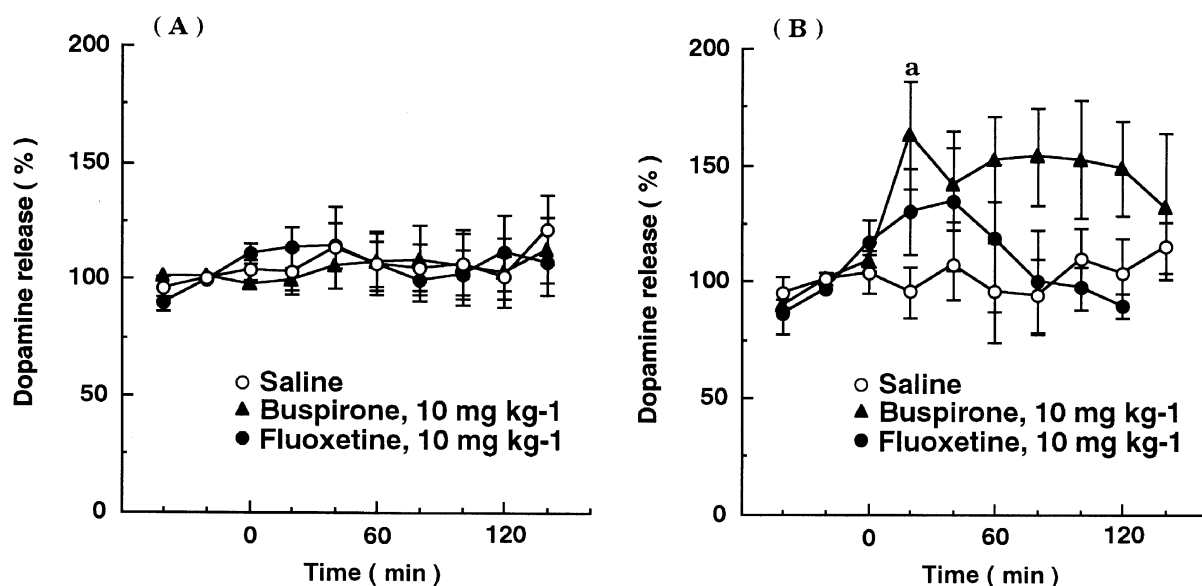 ( A )
200
150
100
50
0
Dopamine release ( % )
Saline
Buspirone, 10 mg kg-1
Fluoxetine, 10 mg kg-1
0 60 120
Time ( min )
( B )
a
200
150
100
50
0
Dopamine release ( % )
Saline
Buspirone, 10 mg kg-1
Fluoxetine, 10 mg kg-1
0 60 120
Time ( min )